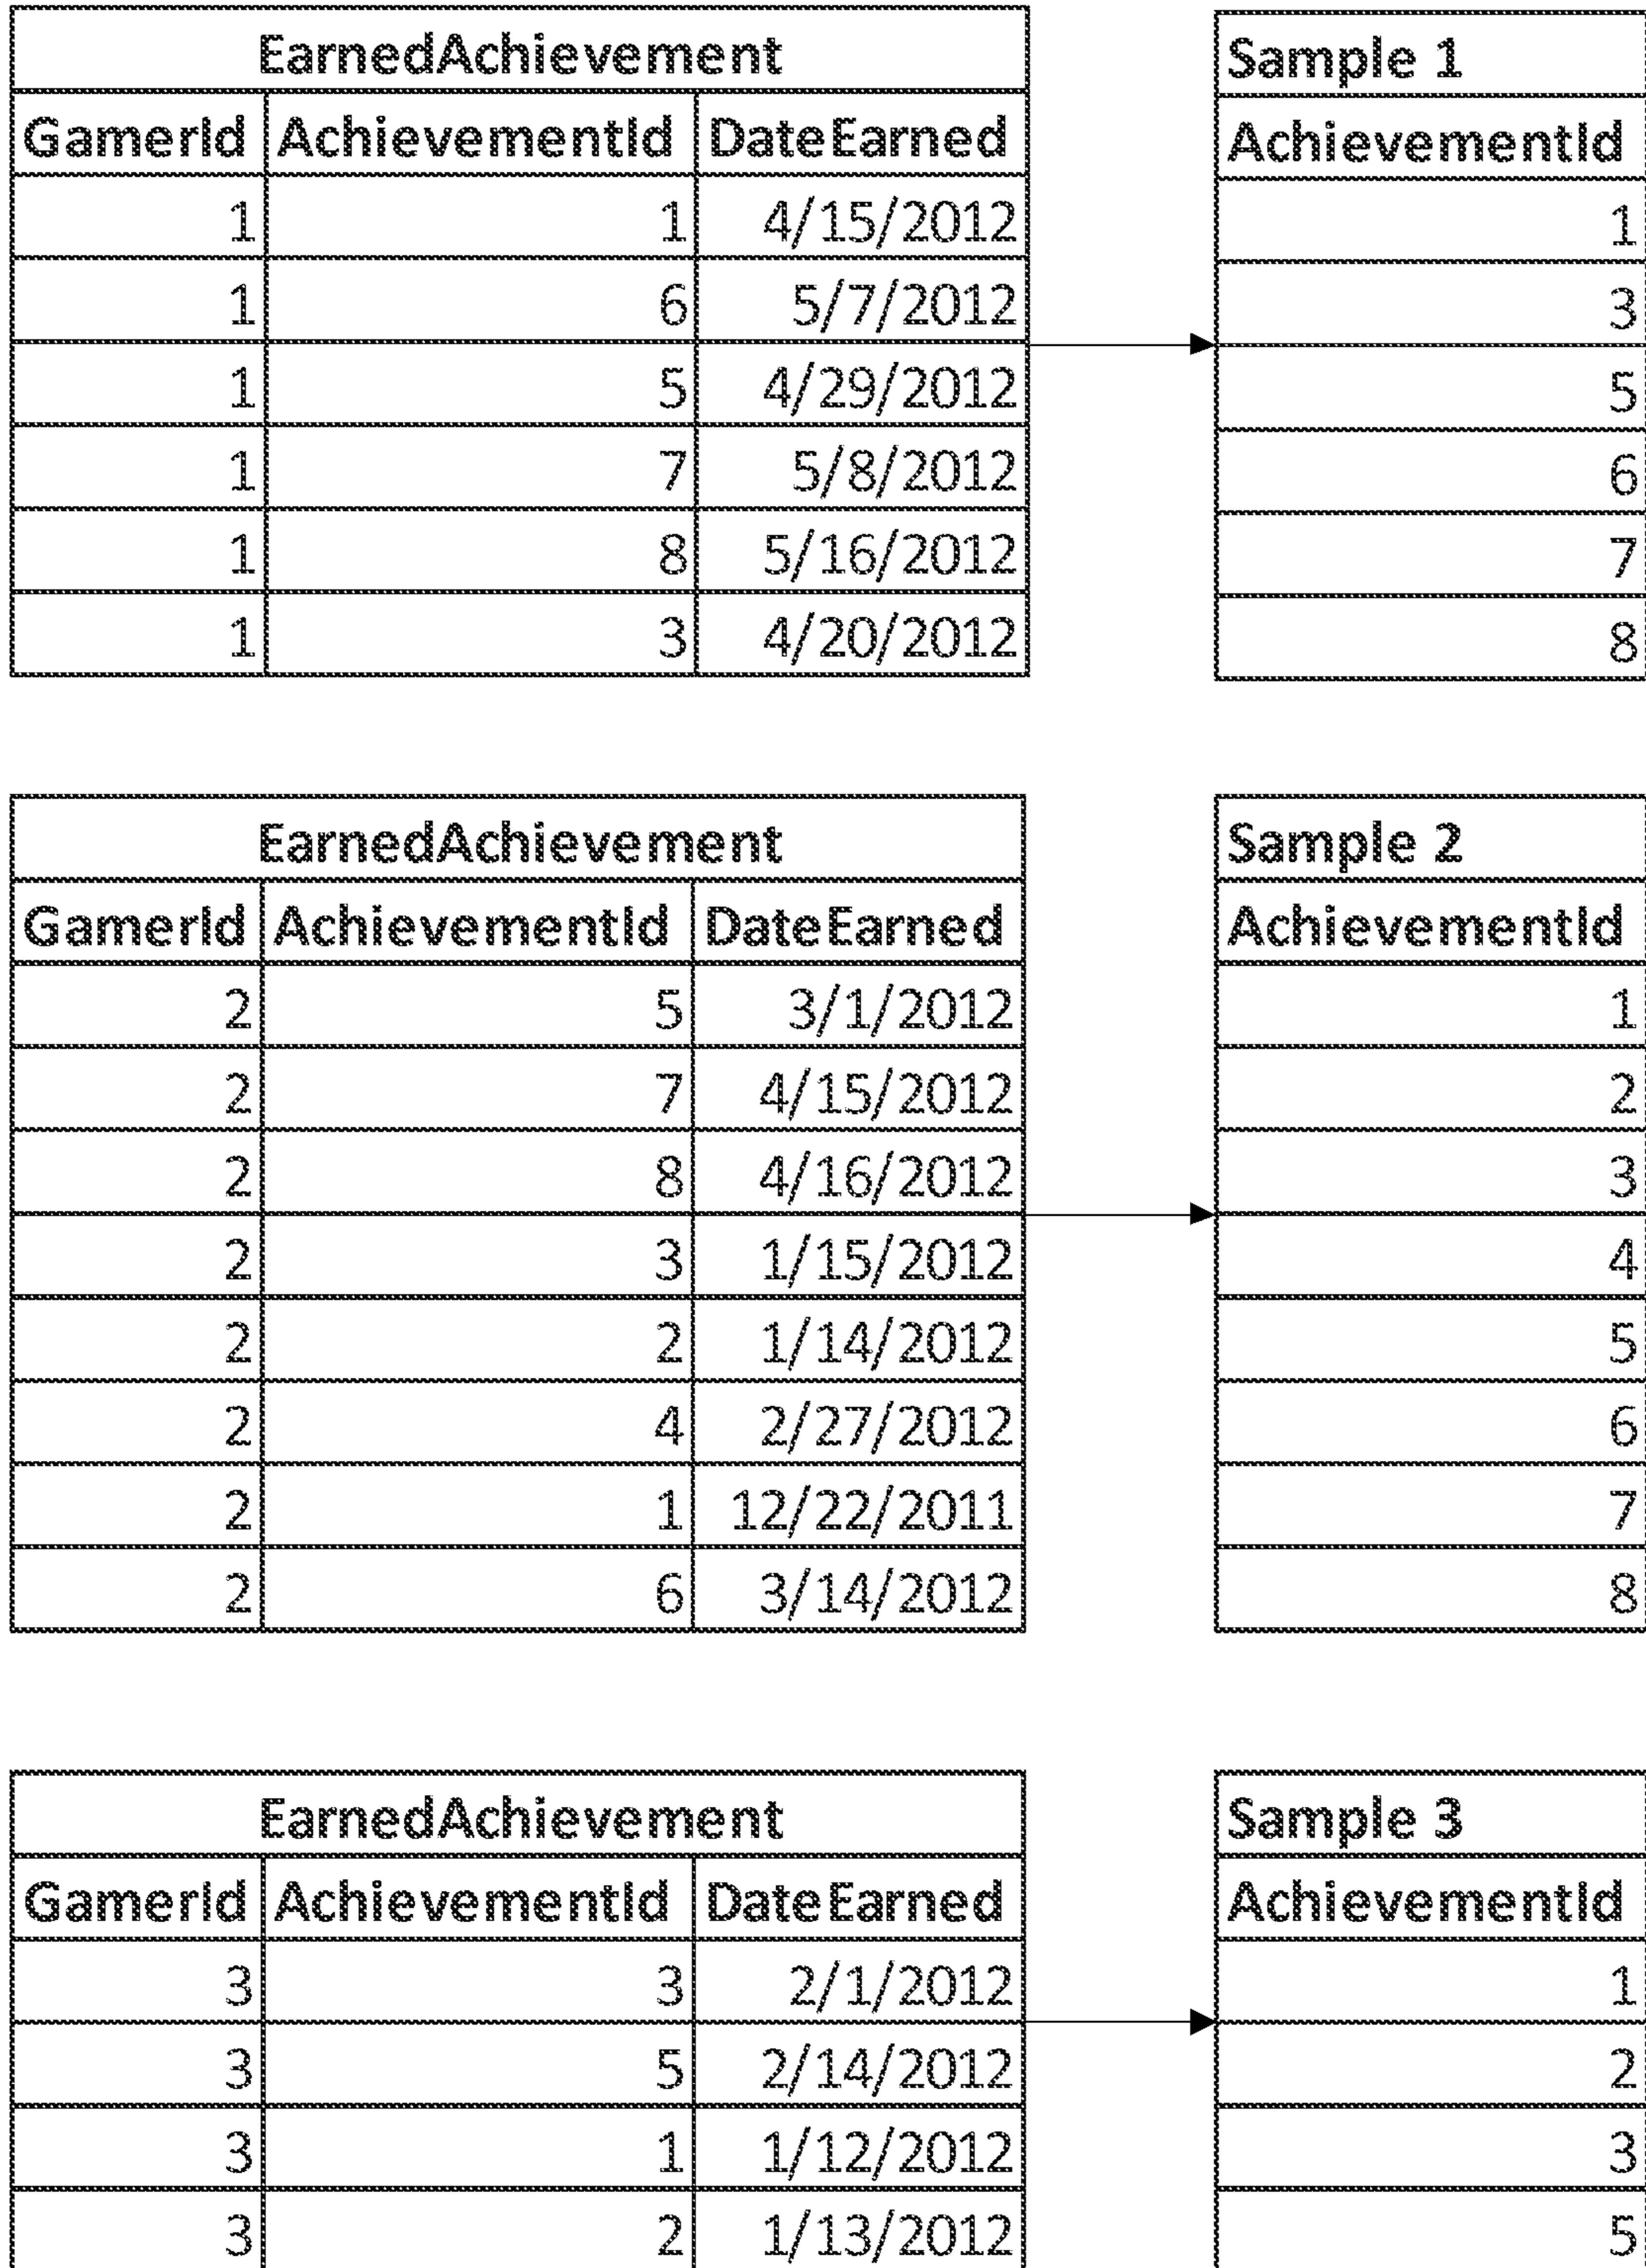 EarnedAchievement
GamerId AchievementId DateEarned
1 1 4/15/2012
1 6 5/7/2012
1 5 4/29/2012
1 7 5/8/2012
1 8 5/16/2012
1 3 4/20/2012
Sample 1
AchievementId
1
3
5
6
7
8
EarnedAchievement
GamerId AchievementId DateEarned
2 5 3/1/2012
2 7 4/15/2012
2 8 4/16/2012
2 3 1/15/2012
2 2 1/14/2012
2 4 2/27/2012
2 1 12/22/2011
2 6 3/14/2012
Sample 2
AchievementId
1
2
3
4
5
6
7
8
EarnedAchievement
GamerId AchievementId DateEarned
3 3 2/1/2012
3 5 2/14/2012
3 1 1/12/2012
3 2 1/13/2012
Sample 3
AchievementId
1
2
3
5